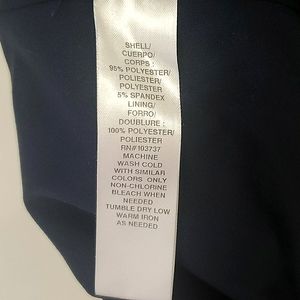 SHELL/
CUERPO/
CORPS :
95% POLYESTER/
POLIESTER/
POLYESTER
5% SPANDEX
LINING/
FORRO/
DOUBLURE :
100% POLYESTER/
POLIESTER
RN#103737
MACHINE
WASH COLD
WITH SIMILAR
COLORS ONLY
NON-CHLORINE
BLEACH WHEN
NEEDED
TUMBLE DRY LOW
WARM IRON
AS NEEDED